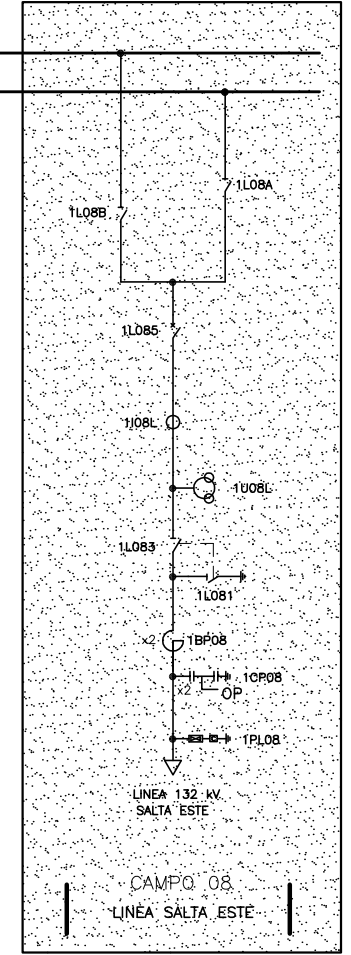 1L08A
1L08B
1L085
1I08L
1U08L
1L083
1L081
x2 1BP08
1CP08
x2 OP
1PL08
LINEA 132 kV
SALTA ESTE
CAMPO 08
LINEA SALTA ESTE